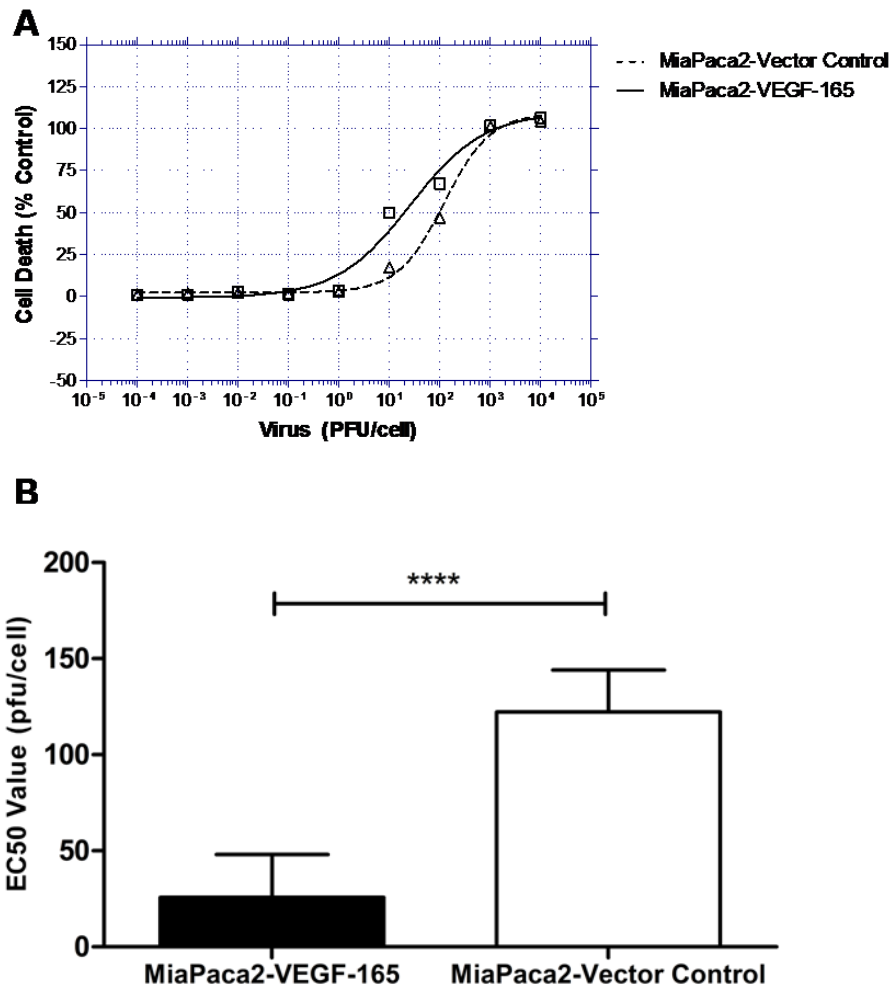 A
150
125
100
75
50
25
0
-25
-50
Cell Death (% Control)
10⁻⁵ 10⁻⁴ 10⁻³ 10⁻² 10⁻¹ 10⁰ 10¹ 10² 10³ 10⁴ 10⁵
Virus (PFU/cell)
MiaPaca2-Vector Control
MiaPaca2-VEGF-165
B
200
150
100
50
0
EC50 Value (pfu/cell)
****
MiaPaca2-VEGF-165 MiaPaca2-Vector Control